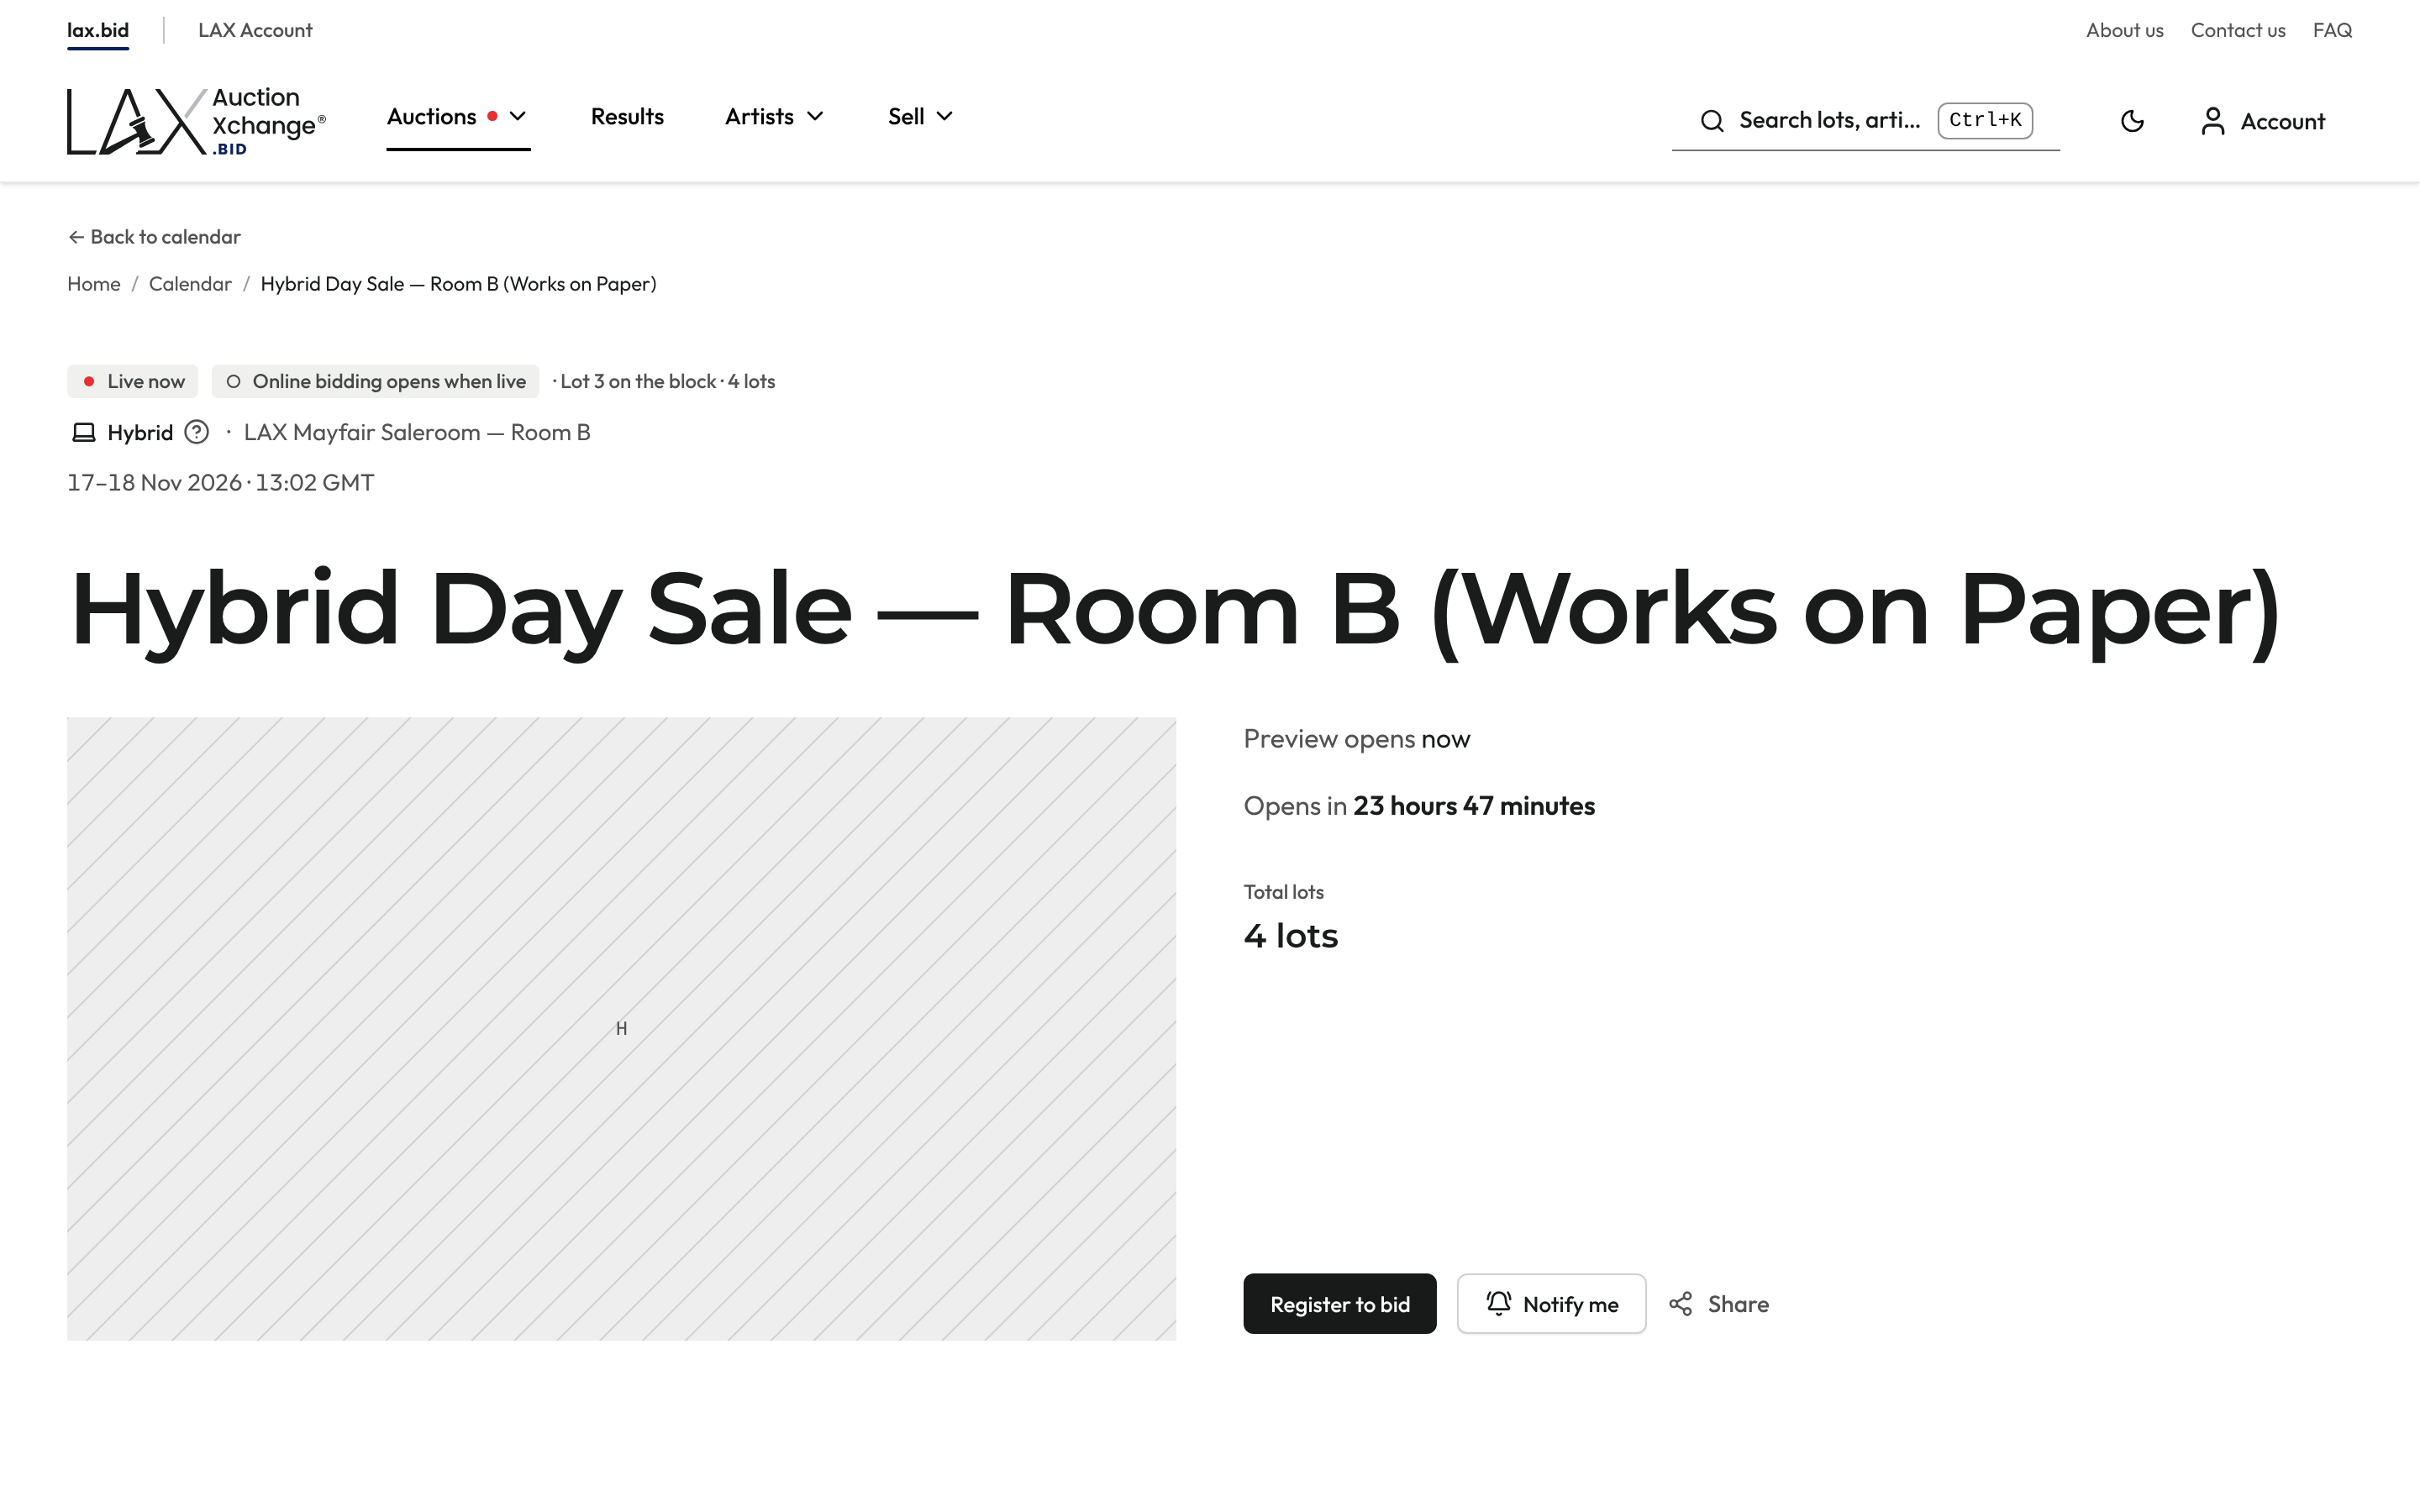 lax.bid LAX Account About us Contact us FAQ
LAX Auction Xchange® .BID
Auctions Results Artists Sell Search lots, arti... Ctrl+K Account
← Back to calendar
Home / Calendar / Hybrid Day Sale — Room B (Works on Paper)
Live now Online bidding opens when live · Lot 3 on the block · 4 lots
Hybrid ? · LAX Mayfair Saleroom — Room B
17–18 Nov 2026 · 13:02 GMT
Hybrid Day Sale — Room B (Works on Paper)
H
Preview opens now
Opens in 23 hours 47 minutes
Total lots
4 lots
Register to bid Notify me Share